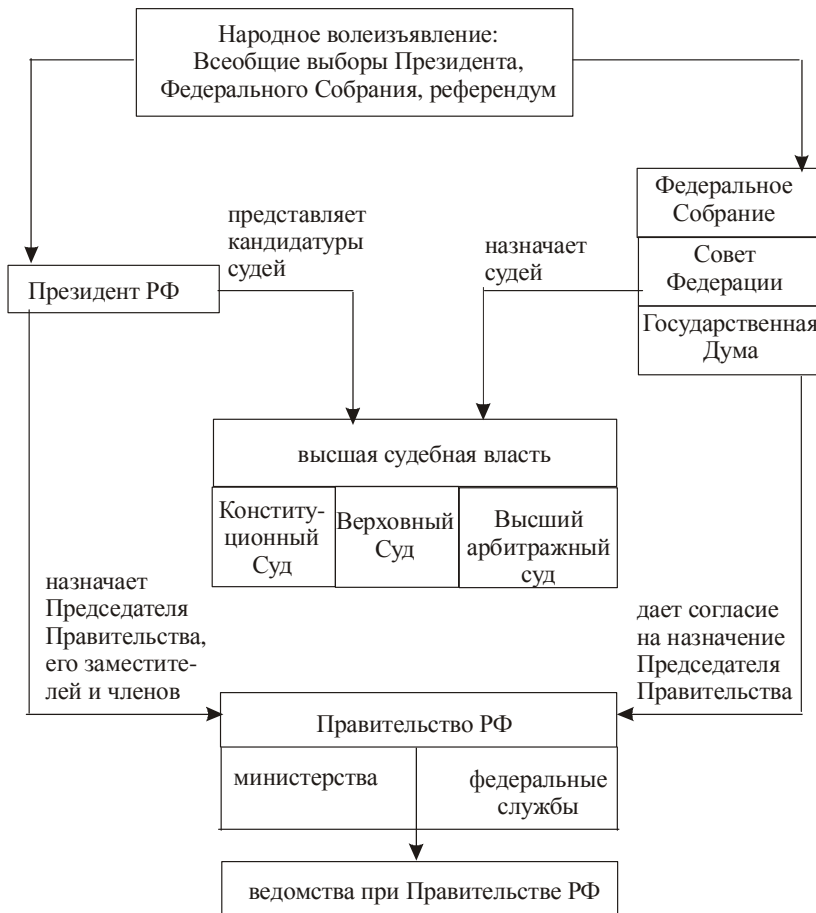 Народное волеизъявление:
Всеобщие выборы Президента,
Федерального Собрания, референдум
Федеральное
Собрание
Совет
Федерации
Государственная
Дума
представляет
кандидатуры
судей
назначает
судей
Президент РФ
высшая судебная власть
Конститу-
ционный
Суд
Верховный
Суд
Высший
арбитражный
суд
назначает
Председателя
Правительства,
его заместите-
лей и членов
дает согласие
на назначение
Председателя
Правительства
Правительство РФ
министерства
федеральные
службы
ведомства при Правительстве РФ